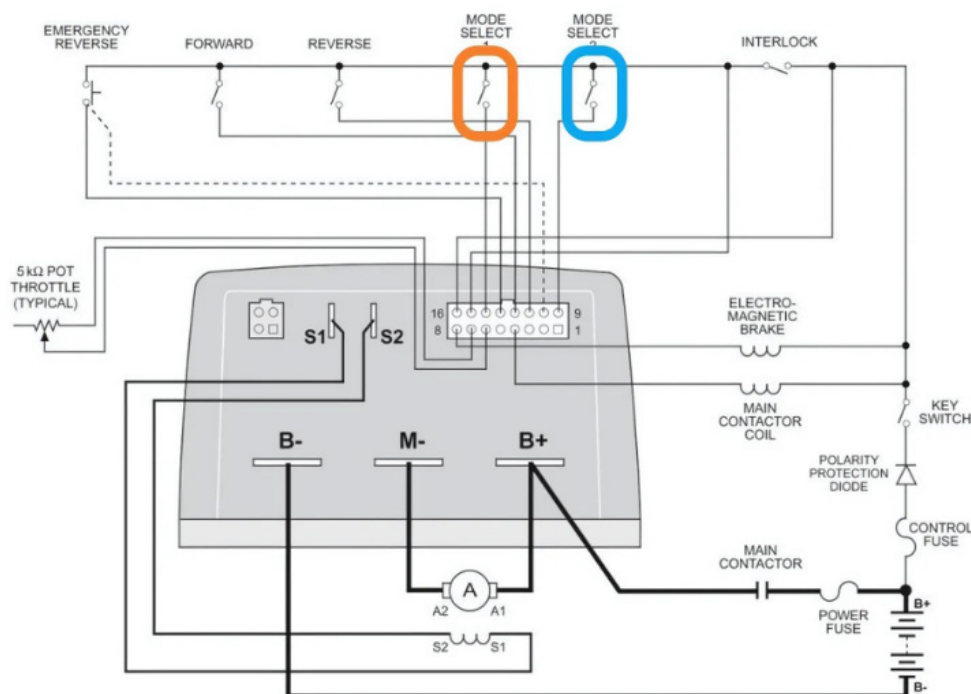 EMERGENCY
REVERSE
FORWARD
REVERSE
MODE
SELECT
1
MODE
SELECT
INTERLOCK
5 kΩ POT
THROTTLE
(TYPICAL)
S1
S2
16
9
8
1
ELECTRO-
MAGNETIC
BRAKE
MAIN
CONTACTOR
COIL
KEY
SWITCH
B-
M-
B+
POLARITY
PROTECTION
DIODE
CONTROL
FUSE
MAIN
CONTACTOR
POWER
FUSE
A
A2
A1
S2
S1
B+
B-